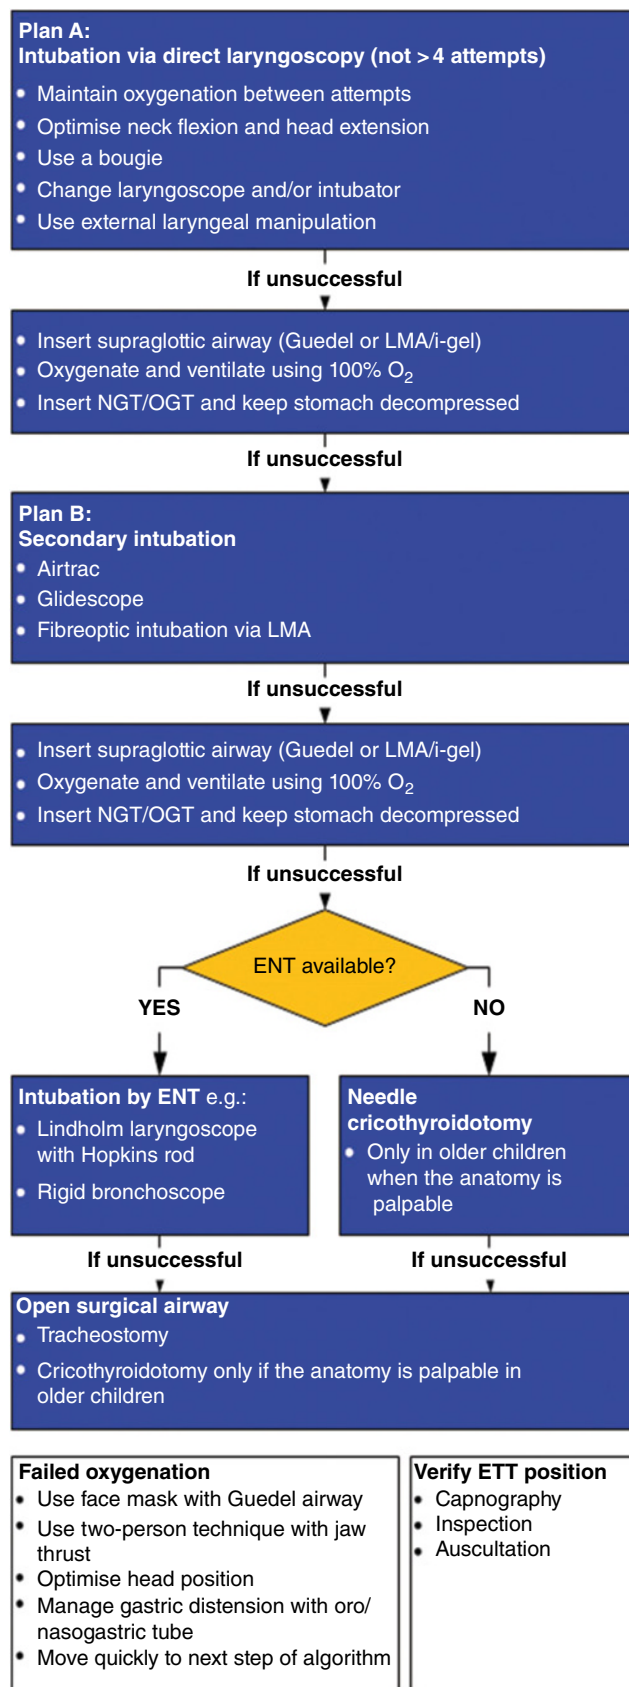 Plan A:
Intubation via direct laryngoscopy (not > 4 attempts)
• Maintain oxygenation between attempts
• Optimise neck flexion and head extension
• Use a bougie
• Change laryngoscope and/or intubator
• Use external laryngeal manipulation
If unsuccessful
• Insert supraglottic airway (Guedel or LMA/i-gel)
• Oxygenate and ventilate using 100% O₂
• Insert NGT/OGT and keep stomach decompressed
If unsuccessful
Plan B:
Secondary intubation
• Airtrac
• Glidescope
• Fibreoptic intubation via LMA
If unsuccessful
• Insert supraglottic airway (Guedel or LMA/i-gel)
• Oxygenate and ventilate using 100% O₂
• Insert NGT/OGT and keep stomach decompressed
If unsuccessful
ENT available?
YES
NO
Intubation by ENT e.g.:
• Lindholm laryngoscope
with Hopkins rod
• Rigid bronchoscope
Needle
cricothyroidotomy
• Only in older children
when the anatomy is
palpable
If unsuccessful
If unsuccessful
Open surgical airway
• Tracheostomy
• Cricothyroidotomy only if the anatomy is palpable in
older children
Failed oxygenation
• Use face mask with Guedel airway
• Use two-person technique with jaw
thrust
• Optimise head position
• Manage gastric distension with oro/
nasogastric tube
• Move quickly to next step of algorithm
Verify ETT position
• Capnography
• Inspection
• Auscultation